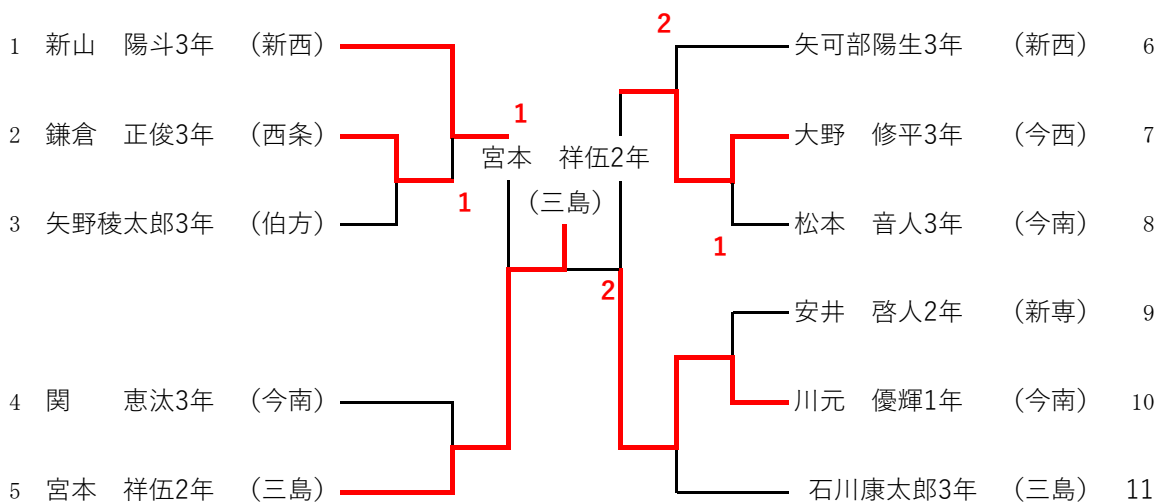 1 新山　陽斗3年 （新西）
2 鎌倉　正俊3年 （西条）
3 矢野稜太郎3年 （伯方）
4 関　　恵汰3年 （今南）
5 宮本　祥伍2年 （三島）
1
1
宮本　祥伍2年
（三島）
2
2
1
矢可部陽生3年 （新西） 6
大野　修平3年 （今西） 7
松本　音人3年 （今南） 8
安井　啓人2年 （新専） 9
川元　優輝1年 （今南） 10
石川康太郎3年 （三島） 11